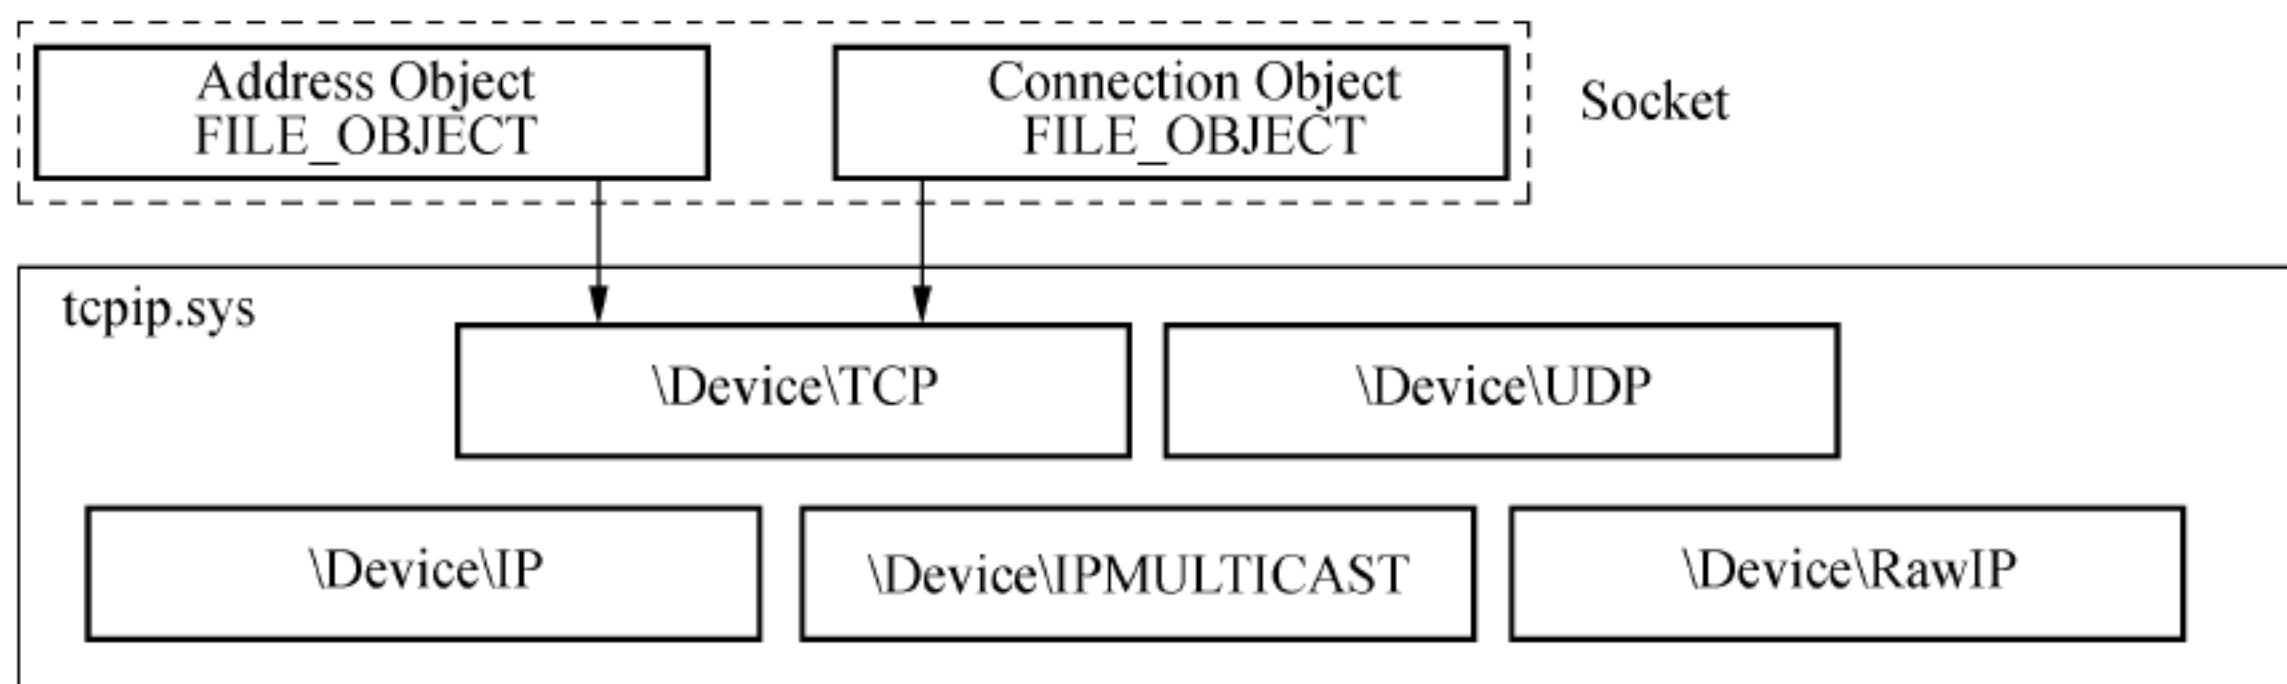 Address Object
FILE_OBJECT
Connection Object
FILE_OBJECT
Socket
tcpip.sys
\Device\TCP
\Device\UDP
\Device\IP
\Device\IPMULTICAST
\Device\RawIP